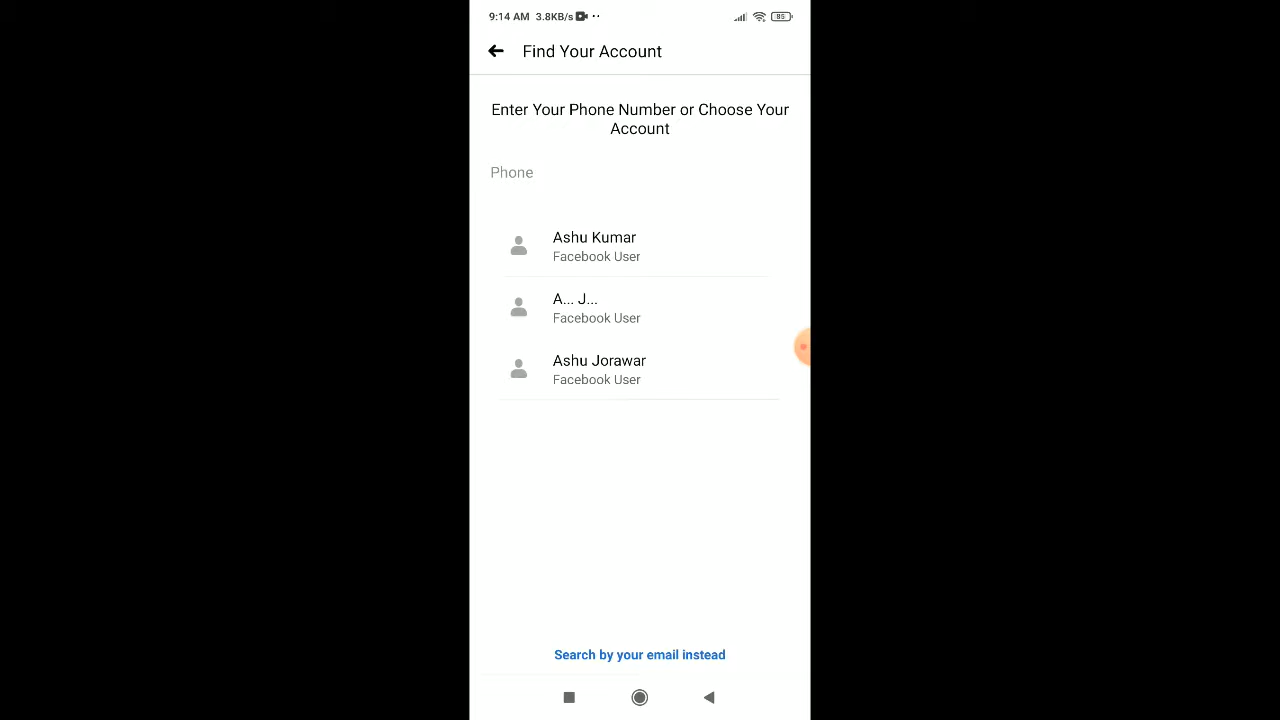 9:14 AM 3.8KB/s
85
Find Your Account
Enter Your Phone Number or Choose Your
Account
Phone
Ashu Kumar
Facebook User
A... J...
Facebook User
Ashu Jorawar
Facebook User
Search by your email instead